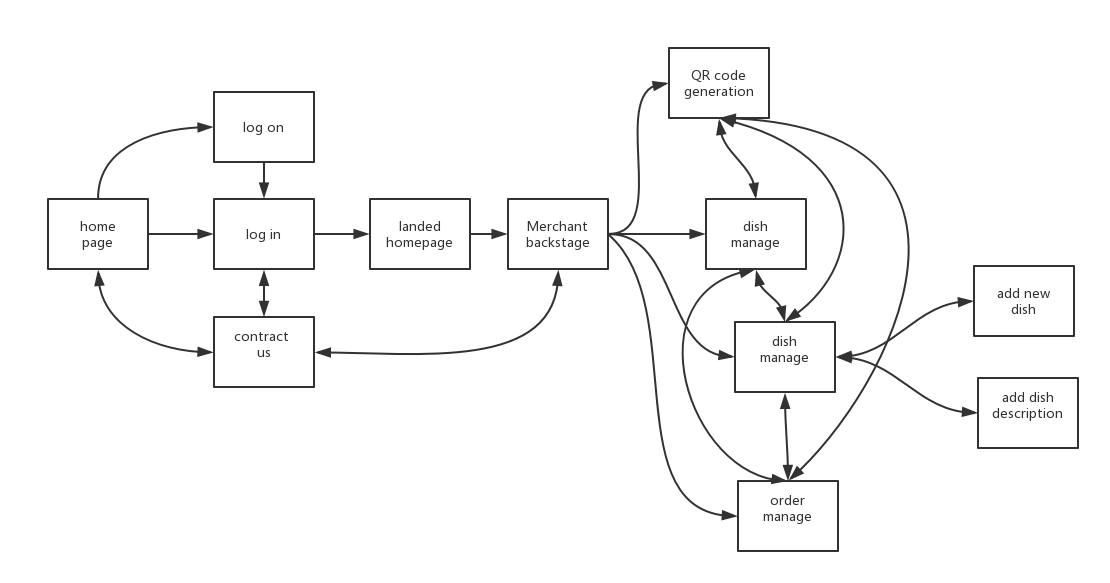 QR code
generation
log on
home
page
log in
landed
homepage
Merchant
backstage
dish
manage
contract
us
dish
manage
add new
dish
add dish
description
order
manage